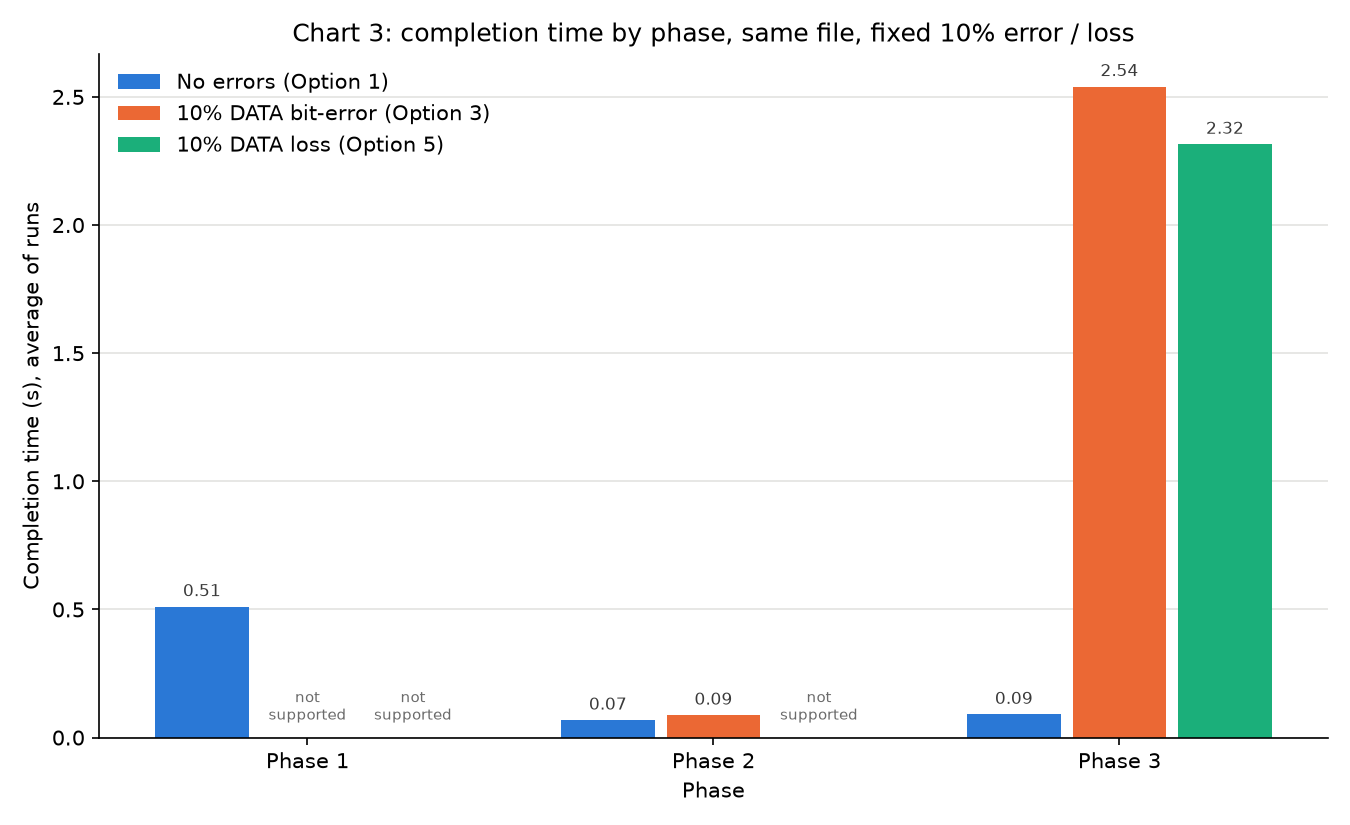 Chart 3: completion time by phase, same file, fixed 10% error / loss
No errors (Option 1)
10% DATA bit-error (Option 3)
10% DATA loss (Option 5)
Completion time (s), average of runs
2.5
2.0
1.5
1.0
0.5
0.0
0.51
not
supported
not
supported
0.07
0.09
not
supported
0.09
2.54
2.32
Phase 1
Phase 2
Phase 3
Phase